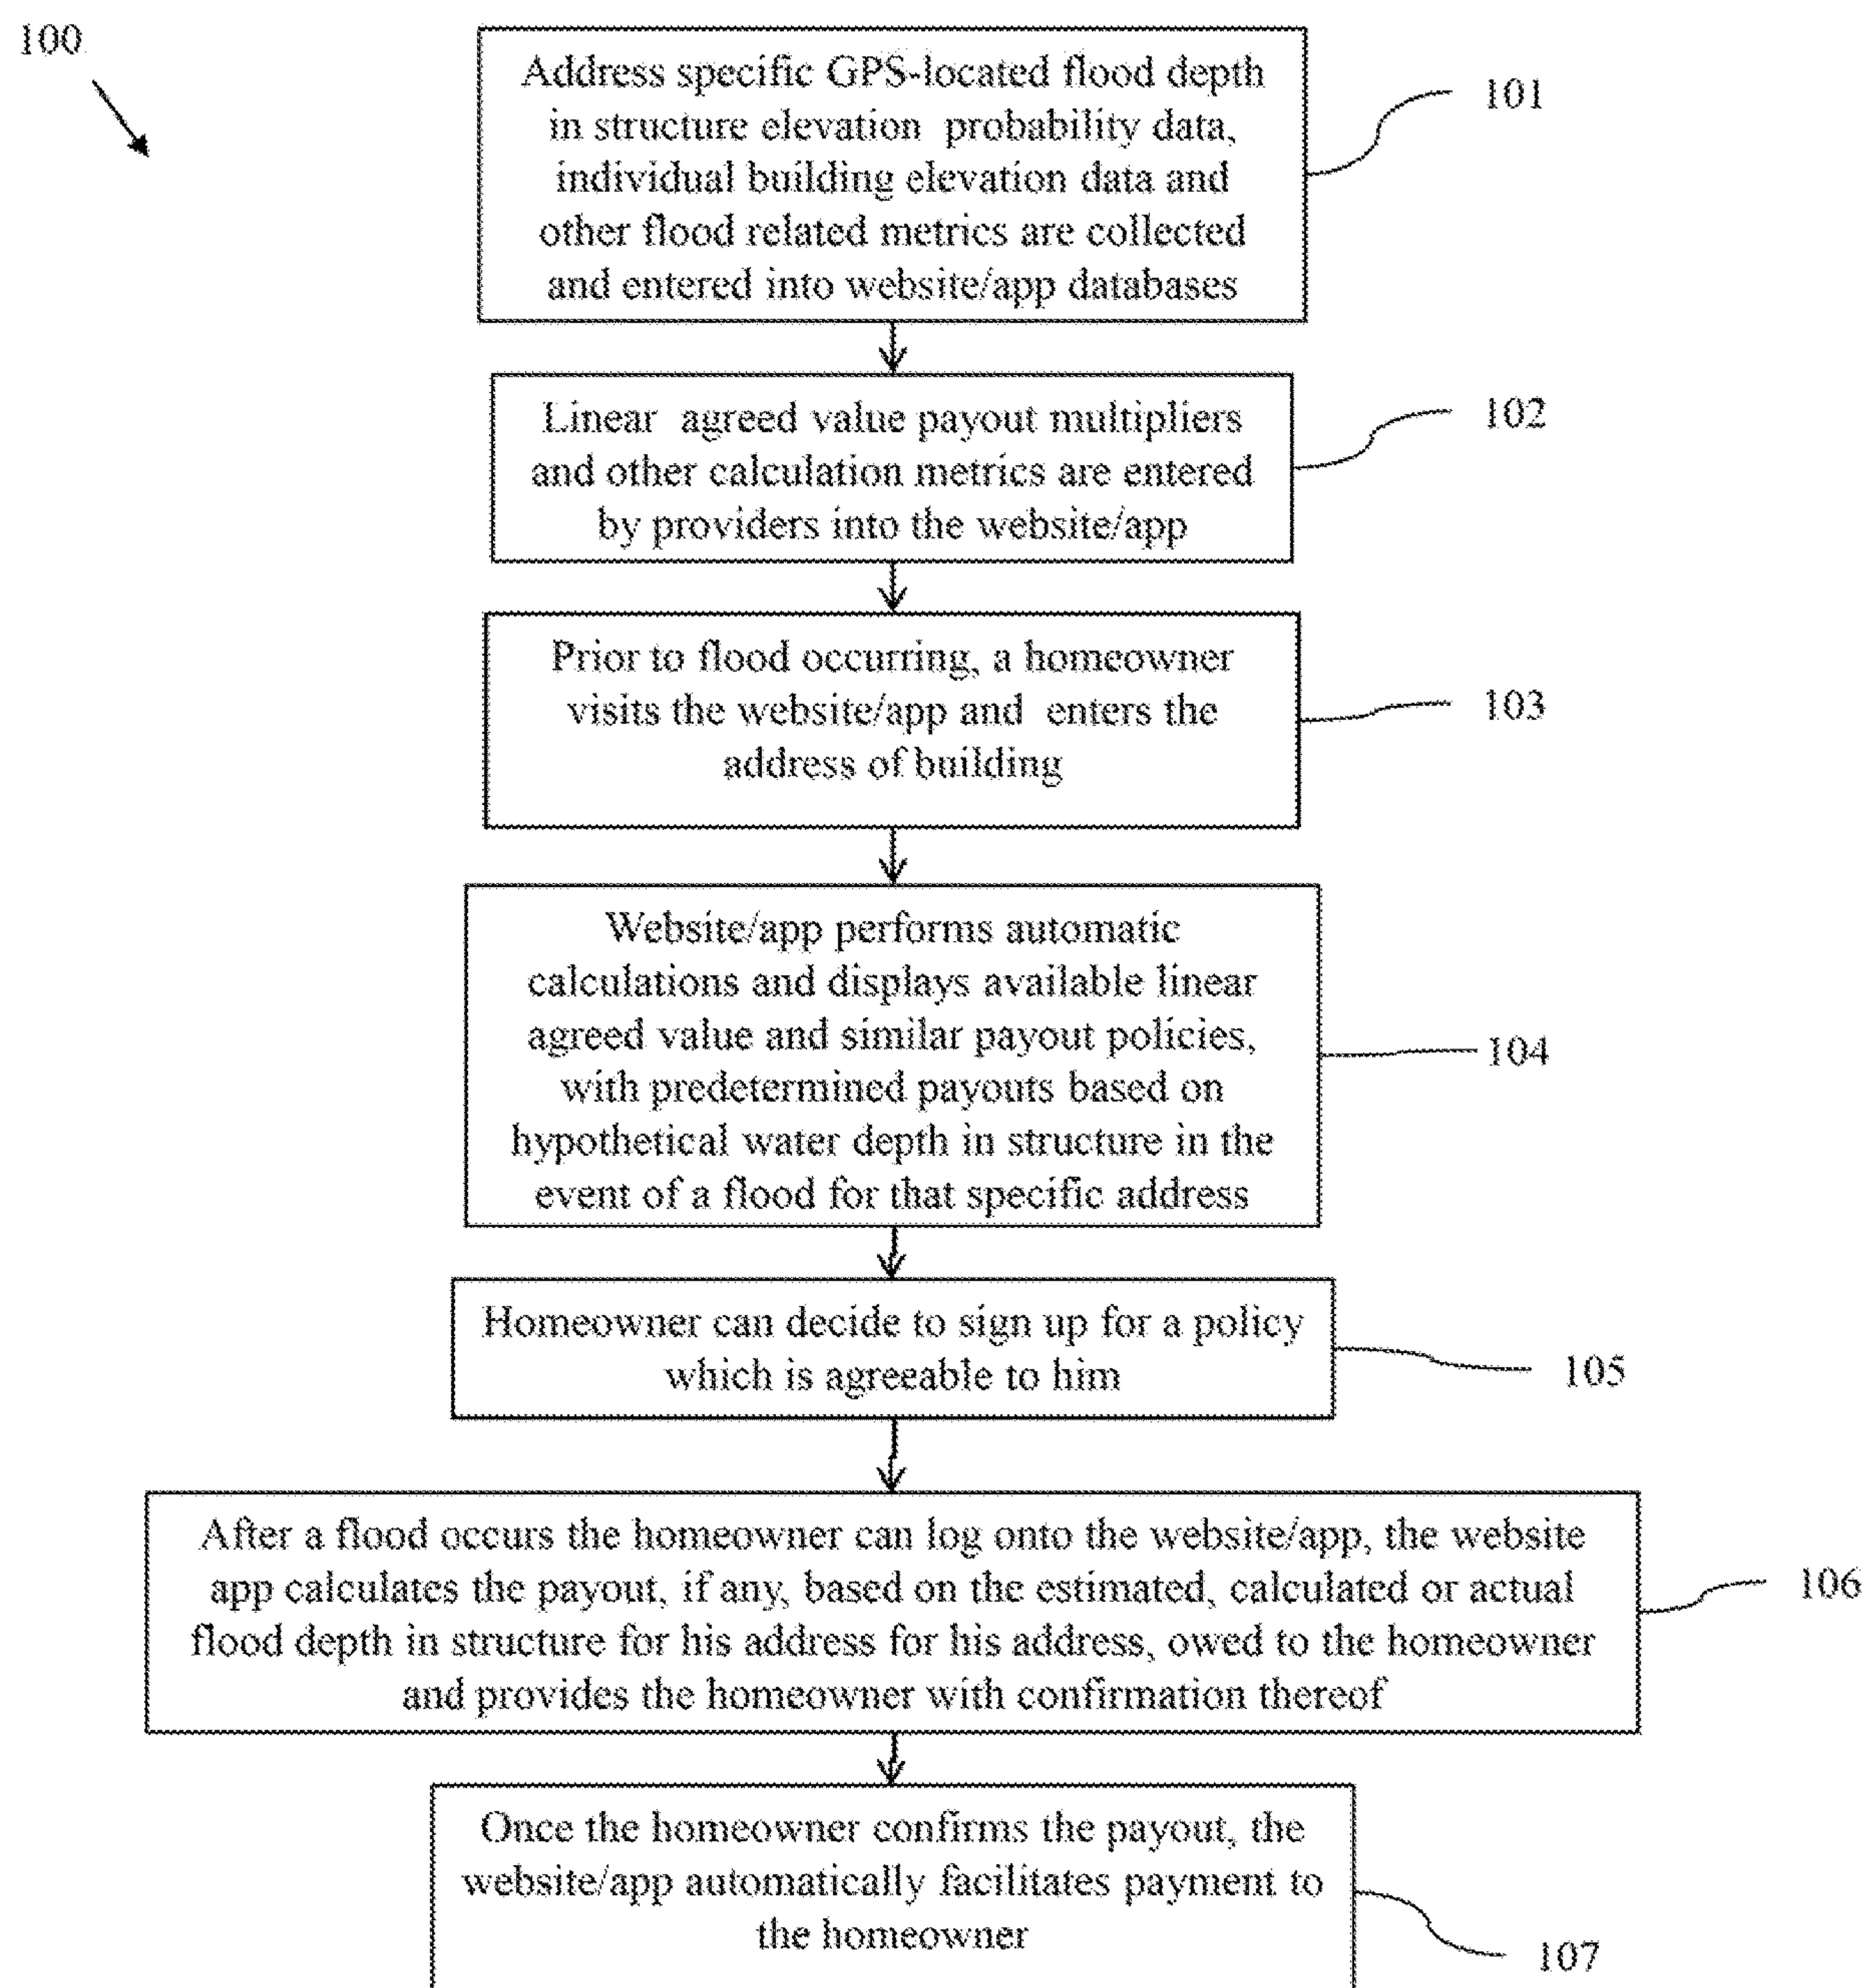 100
Address specific GPS-located flood depth
in structure elevation probability data,
individual building elevation data and
other flood related metrics are collected
and entered into website/app databases
101
Linear agreed value payout multipliers
and other calculation metrics are entered
by providers into the website/app
102
Prior to flood occurring, a homeowner
visits the website/app and enters the
address of building
103
Website/app performs automatic
calculations and displays available linear
agreed value and similar payout policies,
with predetermined payouts based on
hypothetical water depth in structure in the
event of a flood for that specific address
104
Homeowner can decide to sign up for a policy
which is agreeable to him
105
After a flood occurs the homeowner can log onto the website/app, the website
app calculates the payout, if any, based on the estimated, calculated or actual
flood depth in structure for his address for his address, owed to the homeowner
and provides the homeowner with confirmation thereof
106
Once the homeowner confirms the payout, the
website/app automatically facilitates payment to
the homeowner
107